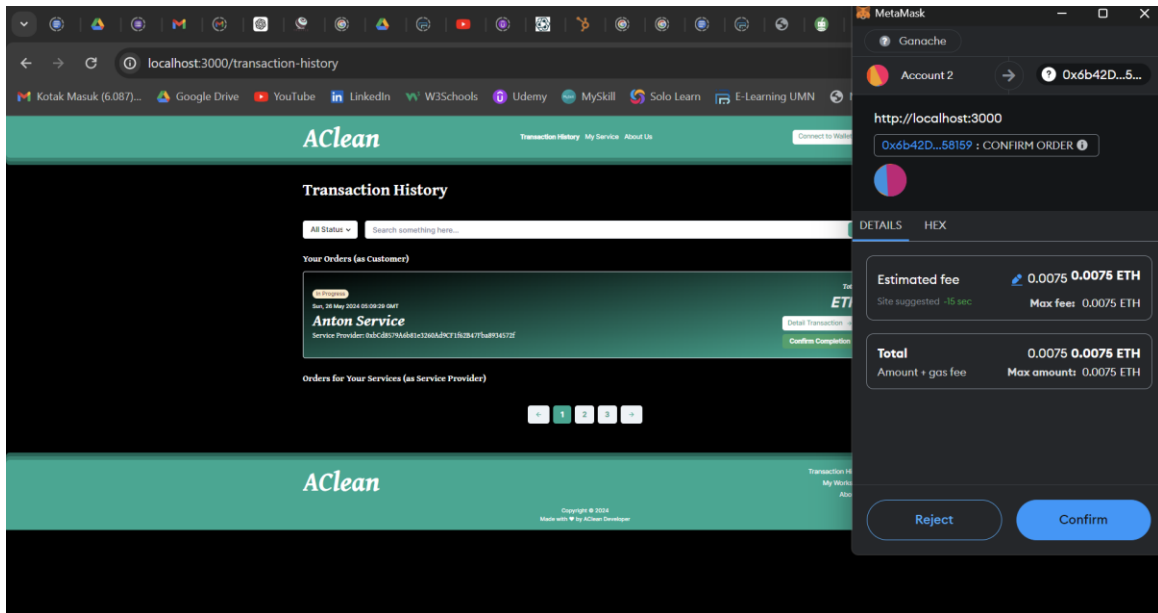 localhost:3000/transaction-history
Kotak Masuk (6.087)... Google Drive YouTube LinkedIn W3Schools Udemy MySkill Solo Learn E-Learning UMN
AClean
Transaction History My Service About Us
Connect to Wallet
Transaction History
All Status
Search something here...
Your Orders (as Customer)
In Progress
Sun, 26 May 2024 05:09:29 GMT
Anton Service
Detail Transaction
Confirm Completion
Orders for Your Services (as Service Provider)
← 1 2 3 →
AClean
Copyright © 2024
Made with ♥ by AClean Developer
MetaMask
Ganache
Account 2
0x6b42D...5...
http://localhost:3000
0x6b42D...58159 : CONFIRM ORDER
DETAILS HEX
Estimated fee 0.0075 0.0075 ETH
Site suggested ~15 sec Max fee: 0.0075 ETH
Total 0.0075 0.0075 ETH
Amount + gas fee Max amount: 0.0075 ETH
Reject Confirm